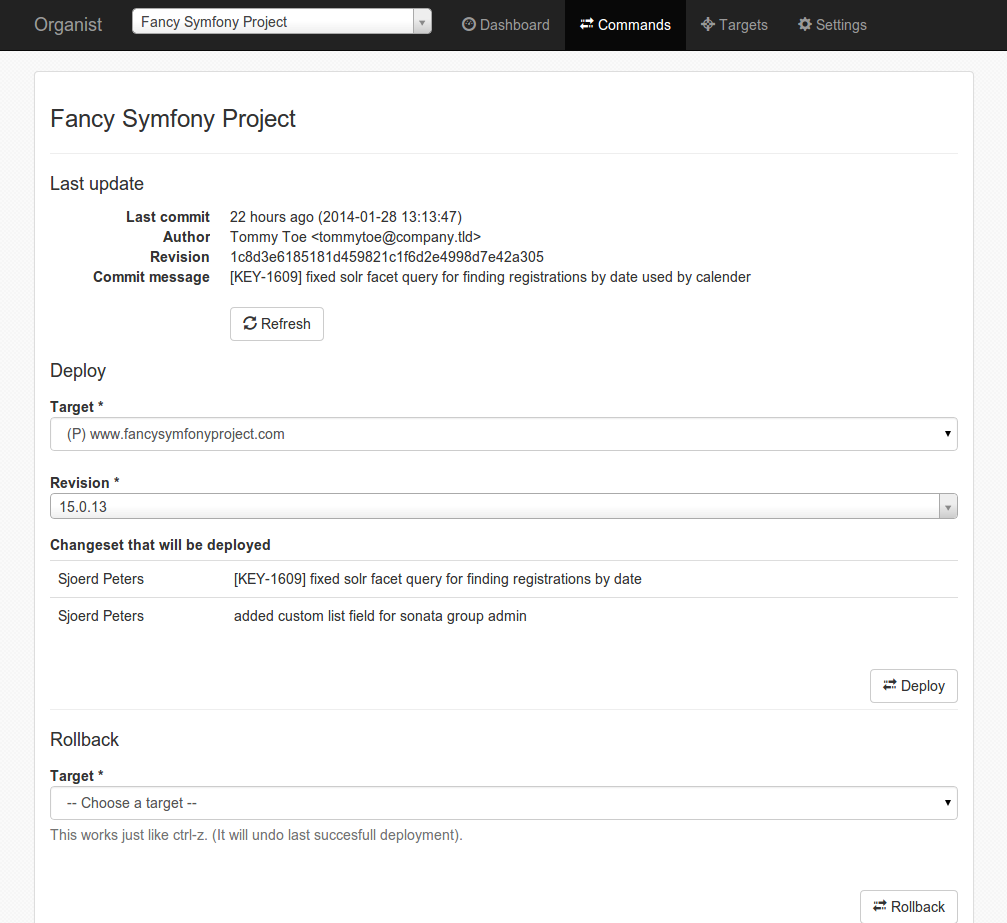 Organist
Fancy Symfony Project
Dashboard
Commands
Targets
Settings
Fancy Symfony Project
Last update
Last commit 22 hours ago (2014-01-28 13:13:47)
Author Tommy Toe <tommytoe@company.tld>
Revision 1c8d3e6185181d459821c1f6d2e4998d7e42a305
Commit message [KEY-1609] fixed solr facet query for finding registrations by date used by calender
Refresh
Deploy
Target *
(P) www.fancysymfonyproject.com
Revision *
15.0.13
Changeset that will be deployed
Sjoerd Peters [KEY-1609] fixed solr facet query for finding registrations by date
Sjoerd Peters added custom list field for sonata group admin
Deploy
Rollback
Target *
-- Choose a target --
This works just like ctrl-z. (It will undo last succesfull deployment).
Rollback